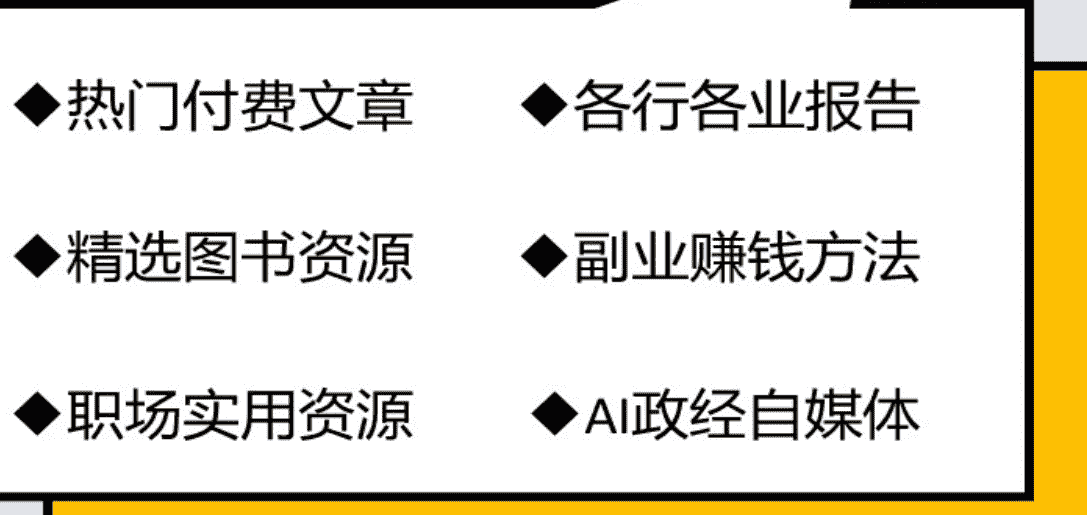 ◆热门付费文章 ◆各行各业报告
◆精选图书资源 ◆副业赚钱方法
◆职场实用资源 ◆AI政经自媒体